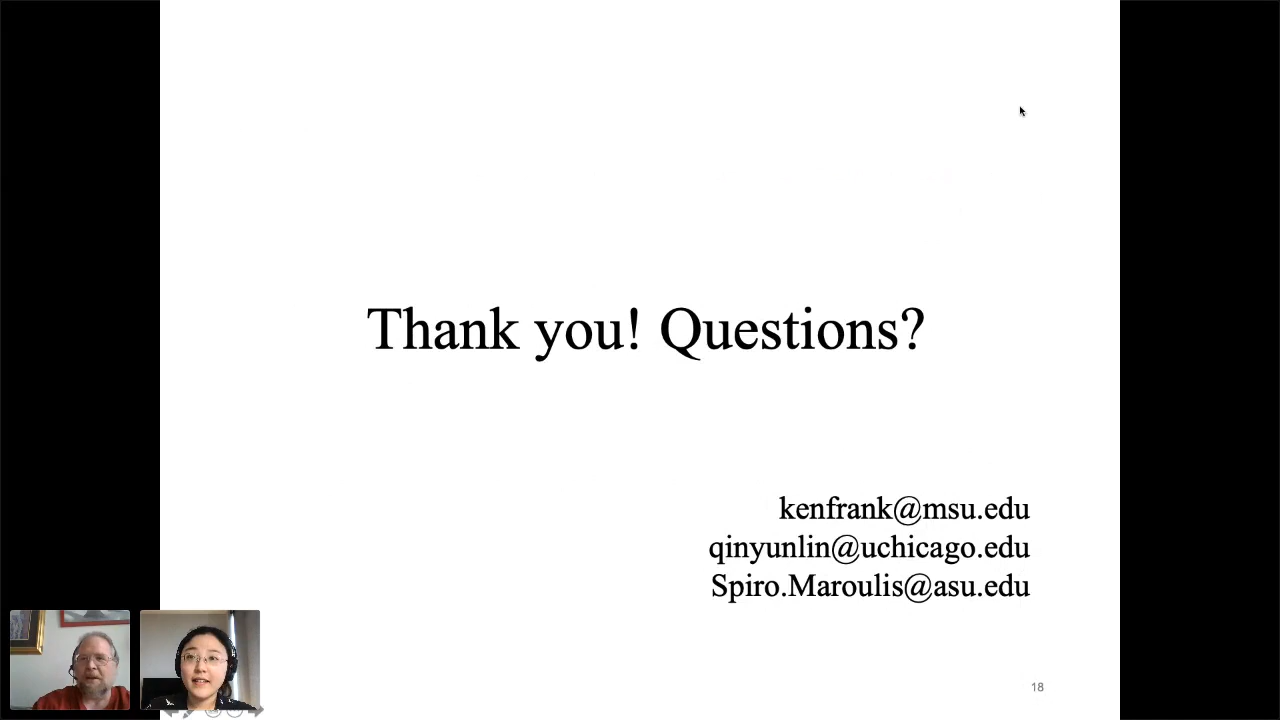 Thank you! Questions?
kenfrank@msu.edu
qinyunlin@uchicago.edu
Spiro.Maroulis@asu.edu
18